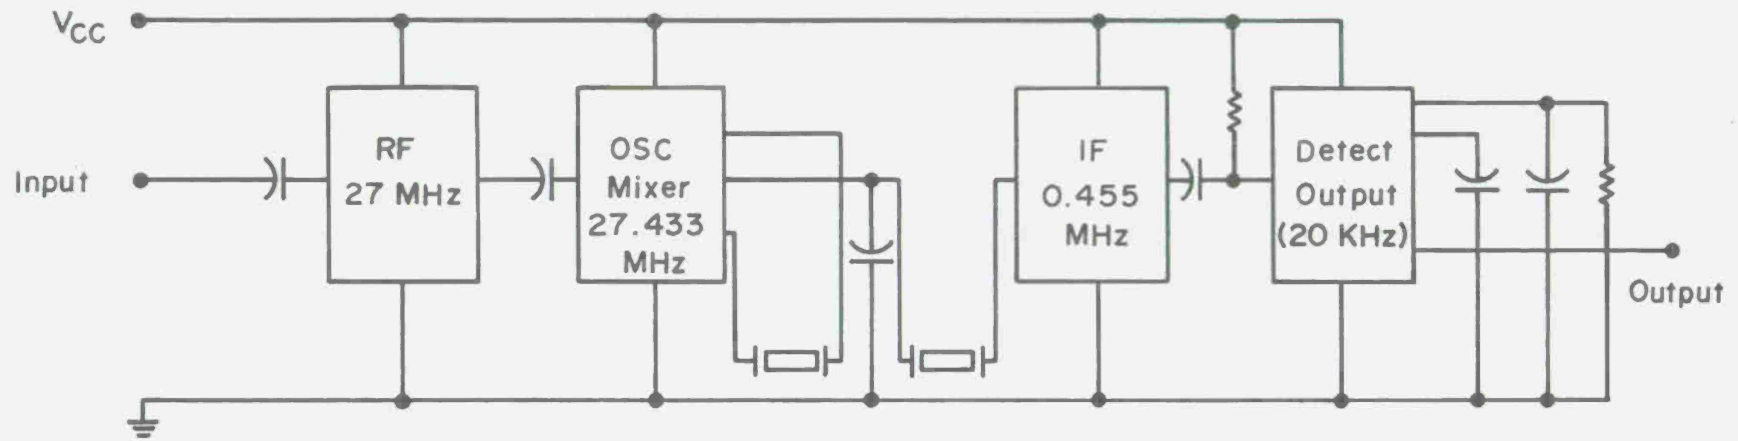 VCC
Input
RF
27 MHz
OSC
Mixer
27.433
MHz
IF
0.455
MHz
Detect
Output
(20 KHz)
Output